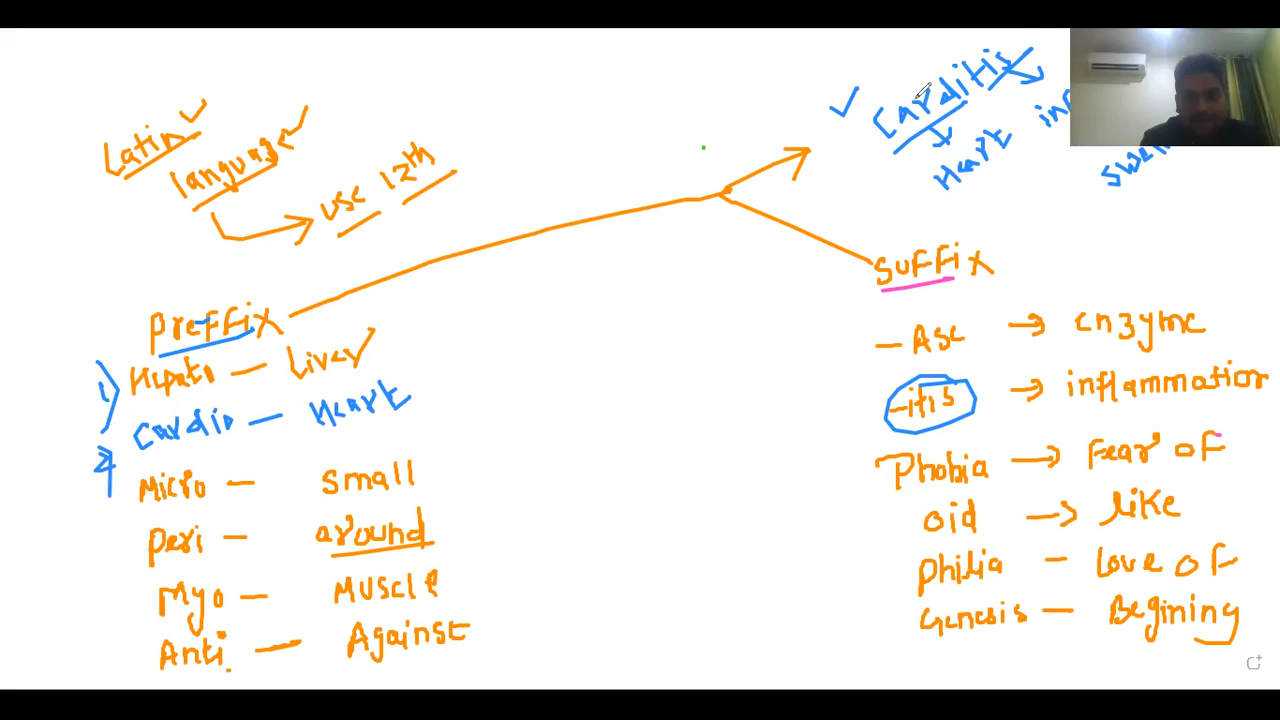 Latin
language
use 12th
Carditis
Heart
Preffix
1) Hepato — Liver
Cardio — Heart
Micro — Small
Peri — around
Myo — Muscle
Anti — Against
Suffix
- Ase → enzyme
-itis → inflammation
Phobia → Fear of
oid → like
Philia - Love of
Genesis — Begining